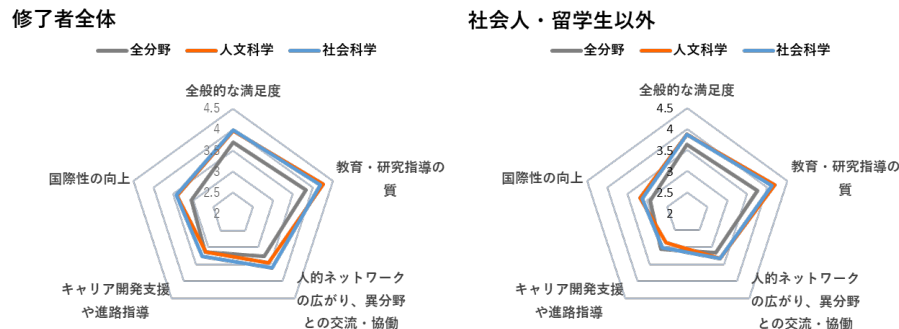 修了者全体
全分野 人文科学 社会科学
全般的な満足度
4.5
4
3.5
3
2.5
2
教育・研究指導の
質
人的ネットワーク
の広がり、異分野
との交流・協働
キャリア開発支援
や進路指導
国際性の向上
社会人・留学生以外
全分野 人文科学 社会科学
全般的な満足度
4.5
4
3.5
3
2.5
2
教育・研究指導の
質
人的ネットワーク
の広がり、異分野
との交流・協働
キャリア開発支援
や進路指導
国際性の向上